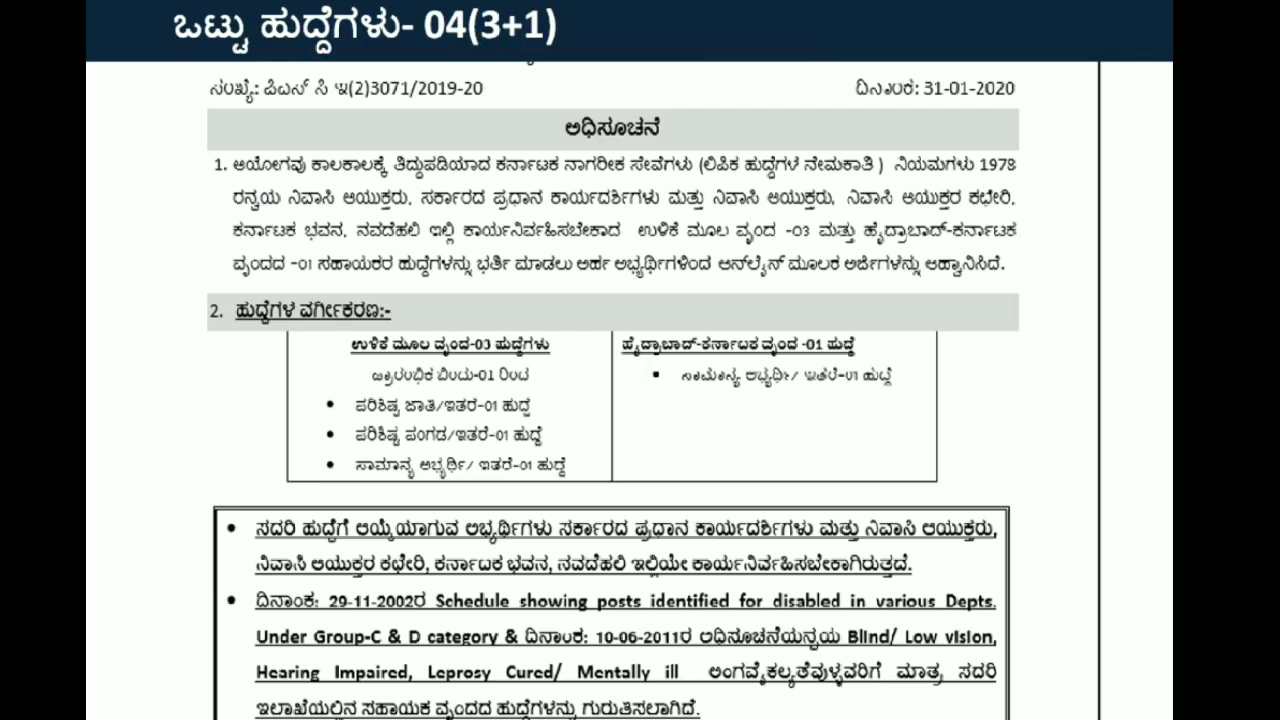 ಒಟ್ಟು ಹುದ್ದೆಗಳು- 04(3+1)
ಸಂಖ್ಯೆ: ಪಿಎಸ್ ಸಿ ಇ(2)3071/2019-20 ದಿನಾಂಕ: 31-01-2020
ಅಧಿಸೂಚನೆ
1. ಆಯೋಗವು ಕಾಲಕಾಲಕ್ಕೆ ತಿದ್ದುಪಡಿಯಾದ ಕರ್ನಾಟಕ ನಾಗರೀಕ ಸೇವೆಗಳು (ಲಿಪಿಕ ಹುದ್ದೆಗಳ ನೇಮಕಾತಿ ) ನಿಯಮಗಳು 1978
ರನ್ವಯ ನಿವಾಸಿ ಆಯುಕ್ತರು, ಸರ್ಕಾರದ ಪ್ರಧಾನ ಕಾರ್ಯದರ್ಶಿಗಳು ಮತ್ತು ನಿವಾಸಿ ಆಯುಕ್ತರು, ನಿವಾಸಿ ಆಯುಕ್ತರ ಕಛೇರಿ,
ಕರ್ನಾಟಕ ಭವನ, ನವದೆಹಲಿ ಇಲ್ಲಿ ಕಾರ್ಯನಿರ್ವಹಿಸಬೇಕಾದ ಉಳಿಕೆ ಮೂಲ ವೃಂದ -೦3 ಮತ್ತು ಹೈದ್ರಾಬಾದ್-ಕರ್ನಾಟಕ
ವೃಂದದ -೦1 ಸಹಾಯಕರ ಹುದ್ದೆಗಳನ್ನು ಭರ್ತಿ ಮಾಡಲು ಅರ್ಹ ಅಭ್ಯರ್ಥಿಗಳಿಂದ ಆನ್‌ಲೈನ್ ಮೂಲಕ ಅರ್ಜಿಗಳನ್ನು ಆಹ್ವಾನಿಸಿದೆ.
2. ಹುದ್ದೆಗಳ ವರ್ಗೀಕರಣ:-
ಉಳಿಕೆ ಮೂಲ ವೃಂದ-03 ಹುದ್ದೆಗಳು
ಪ್ರಾರಂಭಿಕ ಬಿಂದು-01 ರಿಂದ
• ಪರಿಶಿಷ್ಟ ಜಾತಿ/ಇತರೆ-01 ಹುದ್ದೆ
• ಪರಿಶಿಷ್ಟ ಪಂಗಡ/ಇತರೆ-01 ಹುದ್ದೆ
• ಸಾಮಾನ್ಯ ಅಭ್ಯರ್ಥಿ/ ಇತರೆ-01 ಹುದ್ದೆ
ಹೈದ್ರಾಬಾದ್-ಕರ್ನಾಟಕ ವೃಂದ -01 ಹುದ್ದೆ
• ಸಾಮಾನ್ಯ ಅಭ್ಯರ್ಥಿ/ ಇತರೆ-01 ಹುದ್ದೆ
• ಸದರಿ ಹುದ್ದೆಗೆ ಆಯ್ಕೆಯಾಗುವ ಅಭ್ಯರ್ಥಿಗಳು ಸರ್ಕಾರದ ಪ್ರಧಾನ ಕಾರ್ಯದರ್ಶಿಗಳು ಮತ್ತು ನಿವಾಸಿ ಆಯುಕ್ತರು,
ನಿವಾಸಿ ಆಯುಕ್ತರ ಕಛೇರಿ, ಕರ್ನಾಟಕ ಭವನ, ನವದೆಹಲಿ ಇಲ್ಲಿಯೇ ಕಾರ್ಯನಿರ್ವಹಿಸಬೇಕಾಗಿರುತ್ತದೆ.
• ದಿನಾಂಕ: 29-11-2002ರ Schedule showing posts identified for disabled in various Depts.
Under Group-C & D category & ದಿನಾಂಕ: 10-06-2011ರ ಅಧಿಸೂಚನೆಯನ್ವಯ Blind/ Low vision,
Hearing Impaired, Leprosy Cured/ Mentally ill ಅಂಗವೈಕಲ್ಯತೆವುಳ್ಳವರಿಗೆ ಮಾತ್ರ ಸದರಿ
ಇಲಾಖೆಯಲ್ಲಿನ ಸಹಾಯಕ ವೃಂದದ ಹುದ್ದೆಗಳನ್ನು ಗುರುತಿಸಲಾಗಿದೆ.